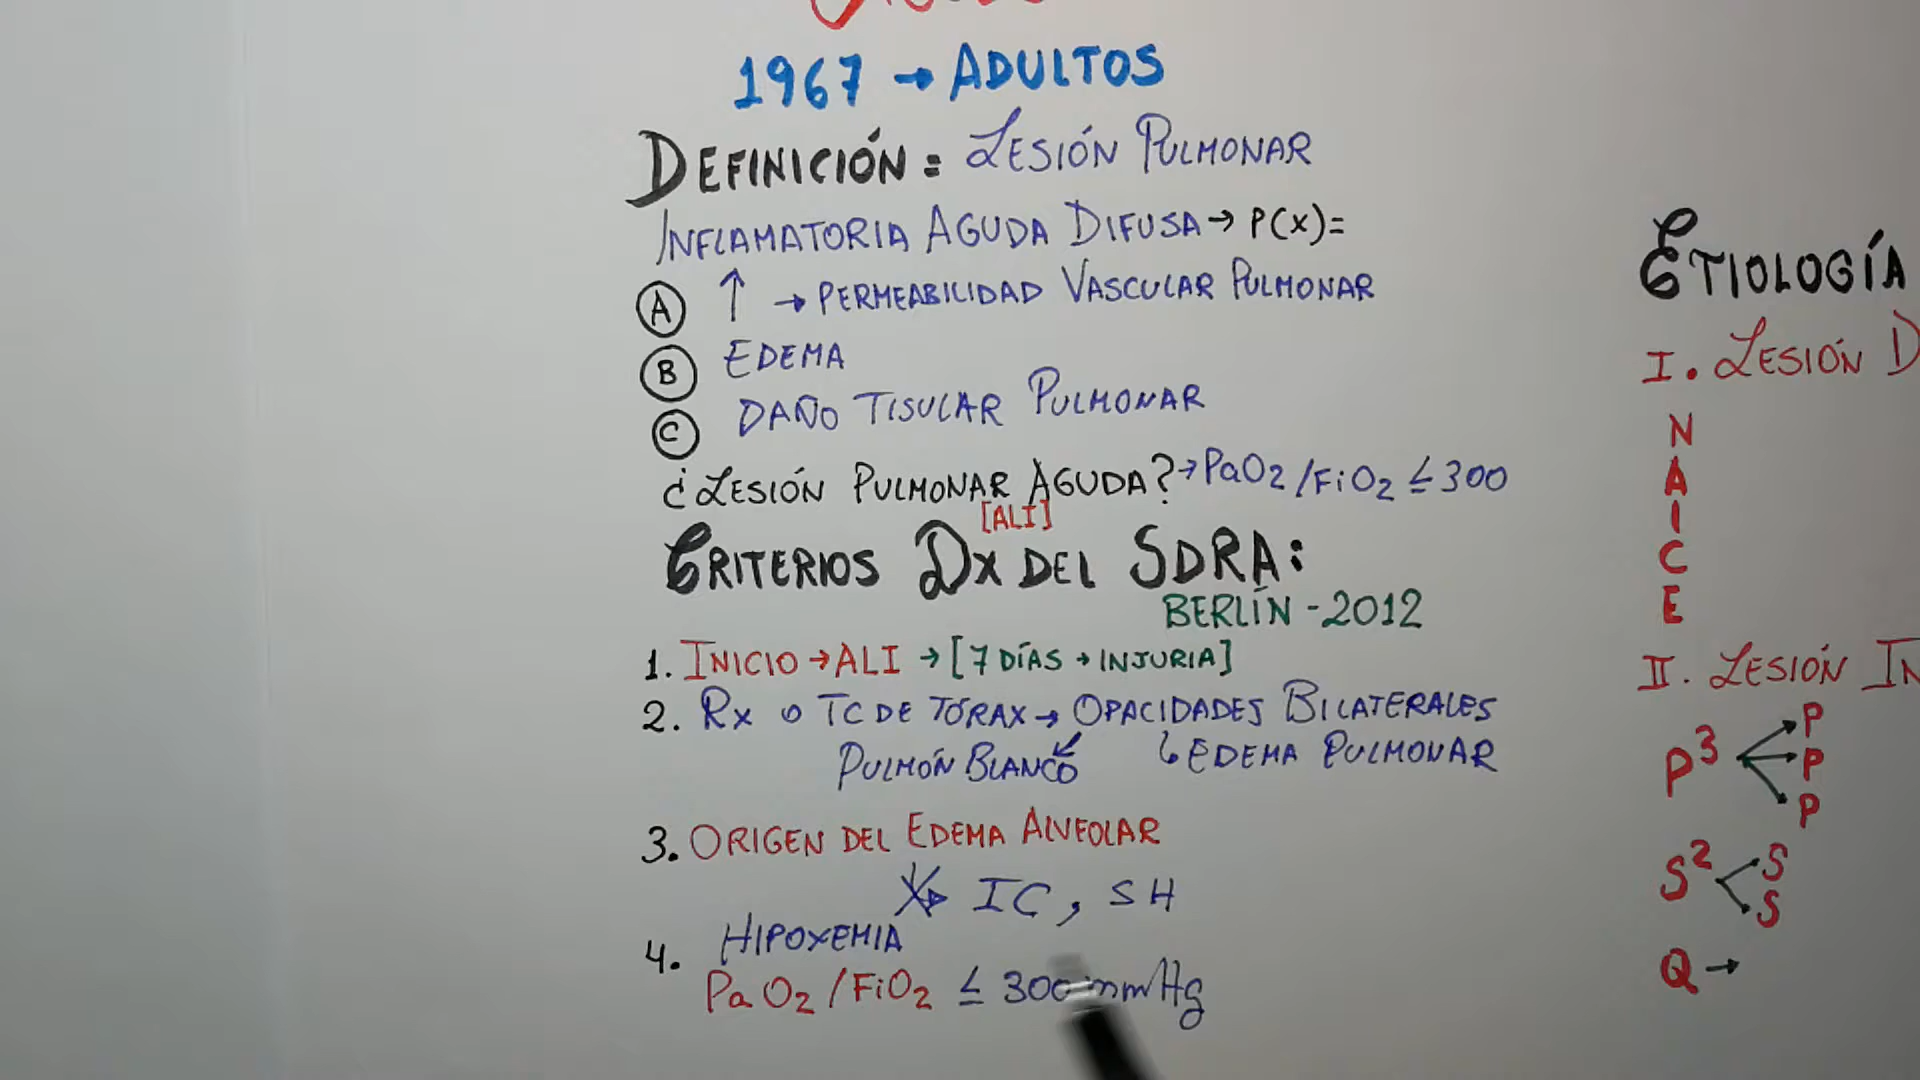 1967 → ADULTOS
DEFINICIÓN = LESIÓN PULMONAR
INFLAMATORIA AGUDA DIFUSA → P(x)=
A ↑ → PERMEABILIDAD VASCULAR PULMONAR
B EDEMA
C DAÑO TISULAR PULMONAR
¿LESIÓN PULMONAR AGUDA? → PaO2/FiO2 ≤ 300
[ALI]
CRITERIOS DX DEL SDRA:
BERLÍN - 2012
1. INICIO → ALI → [7 DÍAS → INJURIA]
2. RX O TC DE TÓRAX → OPACIDADES BILATERALES
PULMÓN BLANCO ↳ EDEMA PULMONAR
3. ORIGEN DEL EDEMA ALVEOLAR
IC, SH
4. HIPOXEMIA
PaO2/FiO2 ≤ 300 mmHg
ETIOLOGÍA
I. LESIÓN D
N
A
I
C
E
II. LESIÓN IN
P3 P
P
P
S2 S
S
Q →